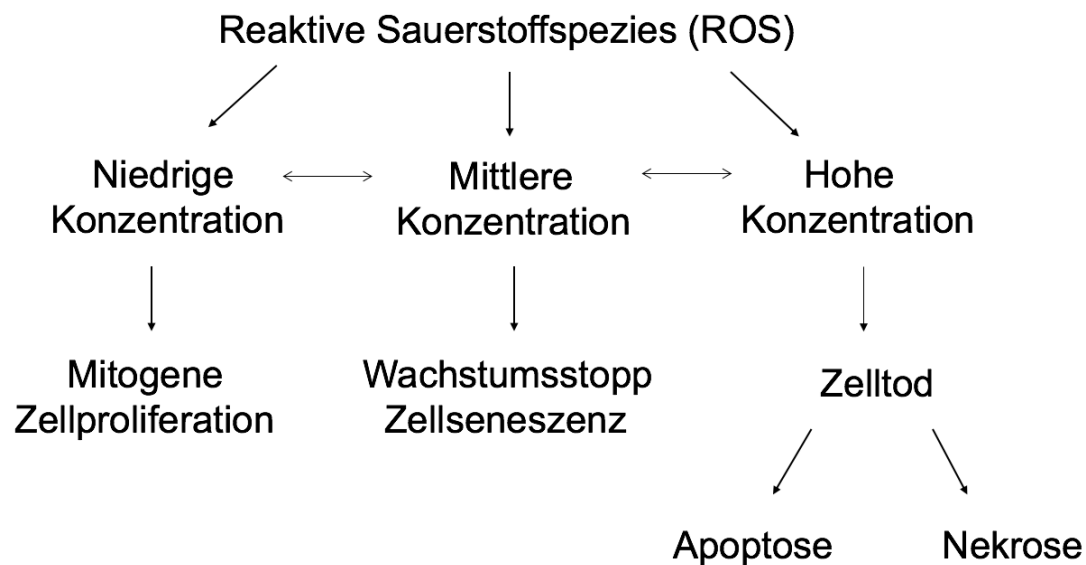 Reaktive Sauerstoffspezies (ROS)
Niedrige
Konzentration
Mittlere
Konzentration
Hohe
Konzentration
Mitogene
Zellproliferation
Wachstumsstopp
Zellseneszenz
Zelltod
Apoptose
Nekrose